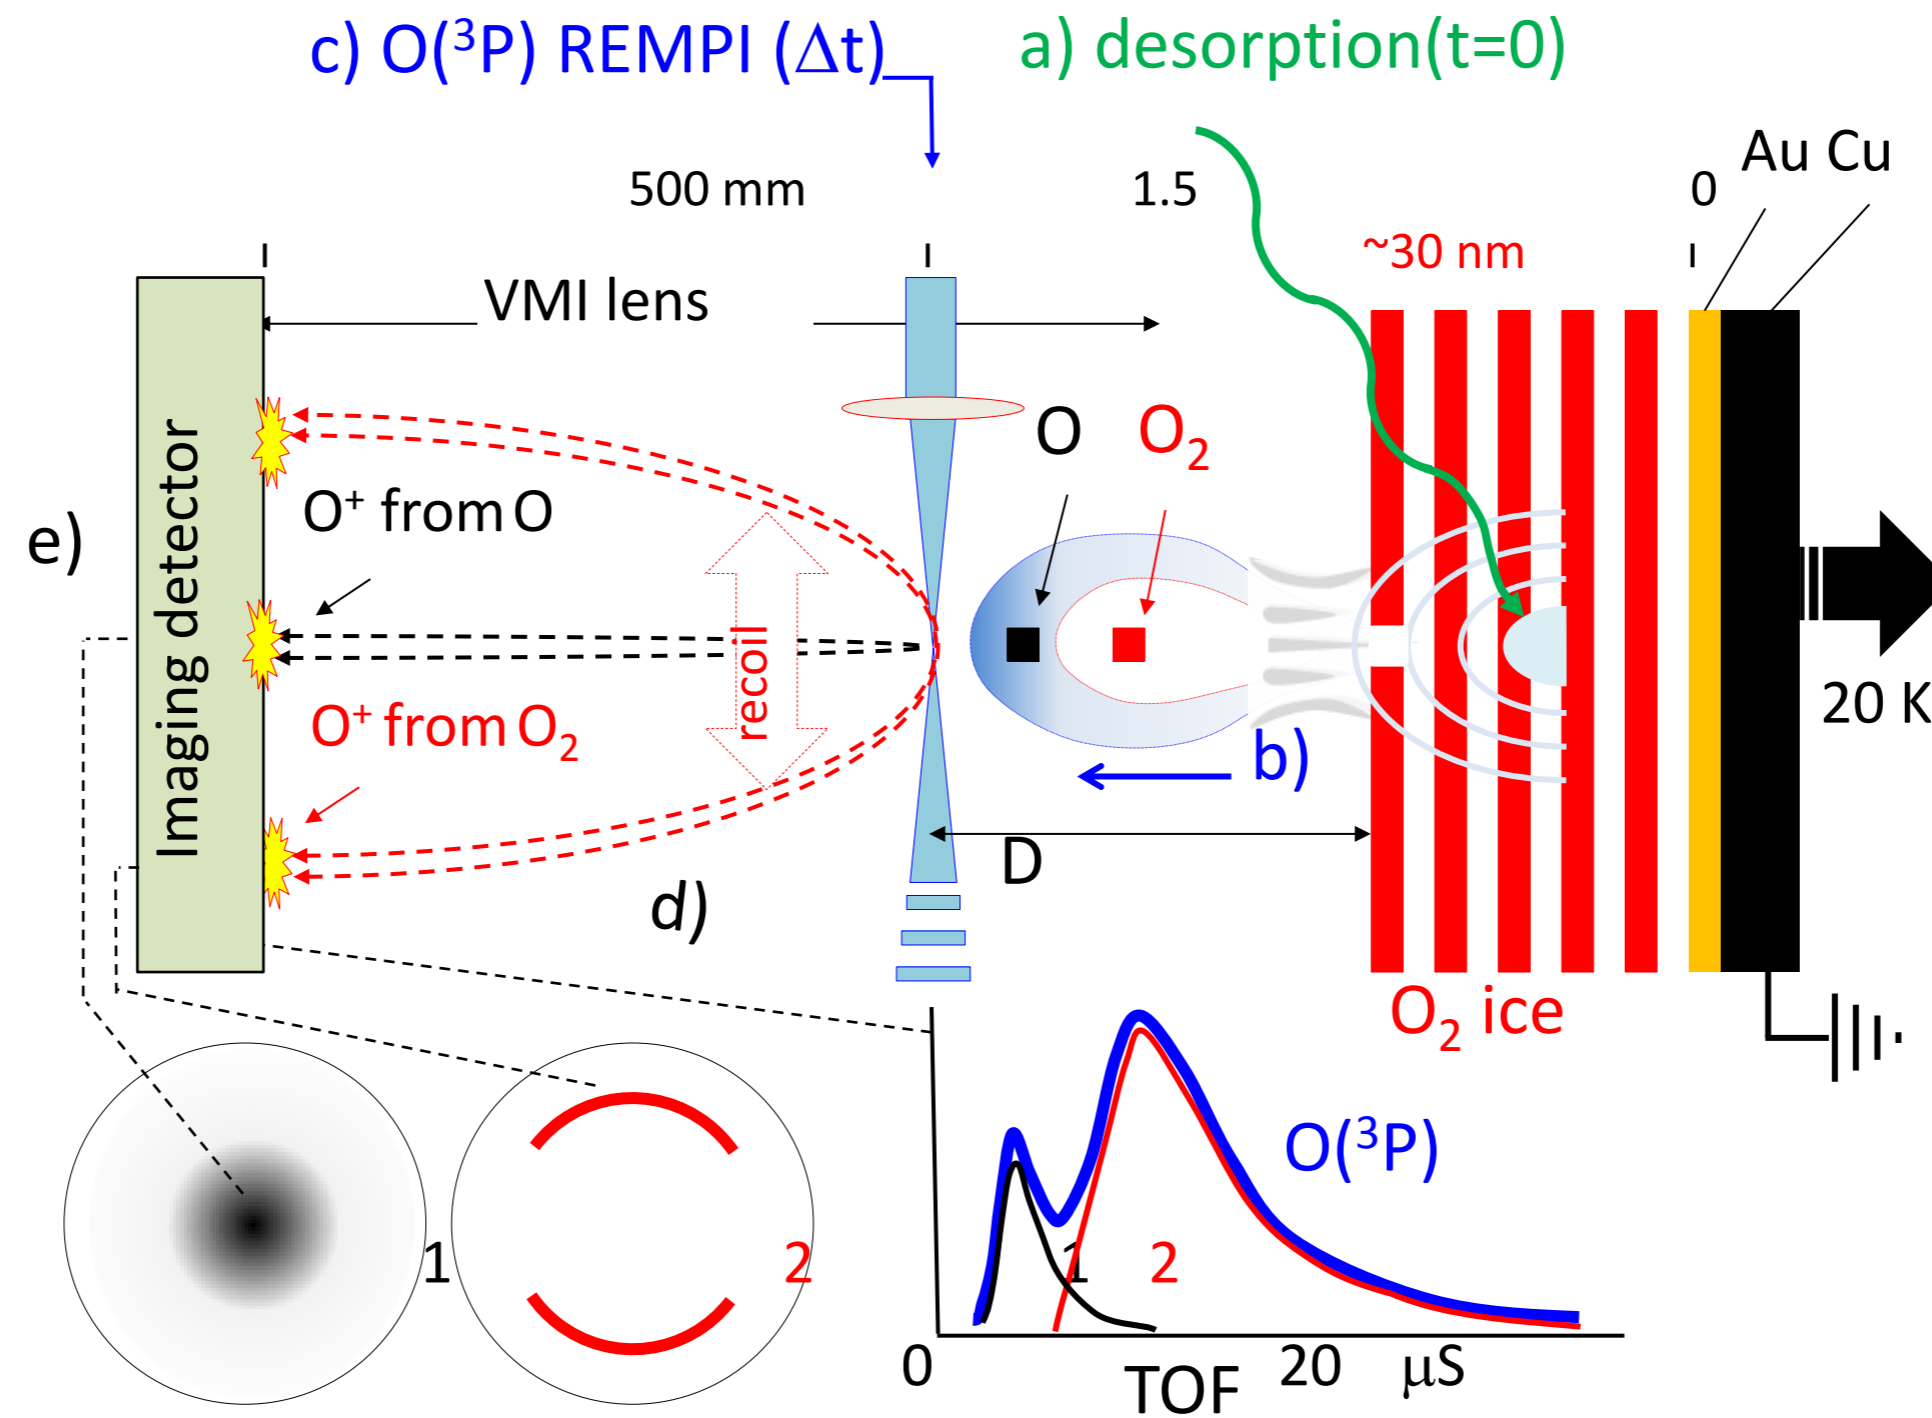 c) O(³P) REMPI (Δt)
a) desorption(t=0)
Au Cu
500 mm
1.5
0
~30 nm
VMI lens
O
O₂
Imaging detector
O⁺ from O
e)
recoil
20 K
O⁺ from O₂
b)
D
d)
O₂ ice
O(³P)
1
2
1
2
0
20
μS
TOF